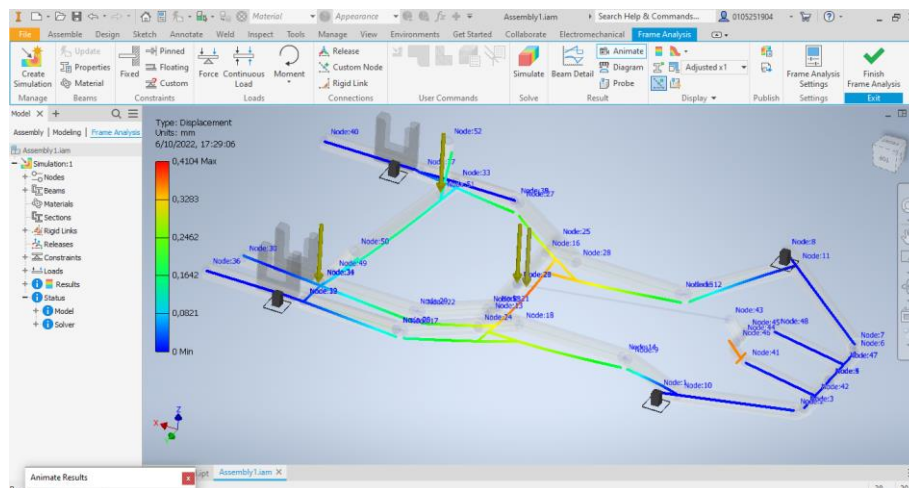 Material
Appearance
Assembly1.iam
Search Help & Commands...
0105251904
File Assemble Design Sketch Annotate Weld Inspect Tools Manage View Environments Get Started Collaborate Electromechanical Frame Analysis
Create Simulation
Update
Properties
Material
Fixed
Pinned
Floating
Custom
Force
Continuous Load
Moment
Release
Custom Node
Rigid Link
Simulate
Beam Detail
Animate
Diagram
Probe
Adjusted x1
Frame Analysis Settings
Finish Frame Analysis
Manage Beams Constraints Loads Connections User Commands Solve Result Display Publish Settings Exit
Model
Assembly | Modeling | Frame Analysis
Assembly1.iam
Simulation:1
Nodes
Beams
Materials
Sections
Rigid Links
Releases
Constraints
Loads
Results
Status
Model
Solver
Type: Displacement
Units: mm
6/10/2022, 17:29:06
0,4104 Max
0,3283
0,2462
0,1642
0,0821
0 Min
Node:40
Node:52
Node:33
Node:25
Node:16
Node:28
Node:8
Node:11
Node:50
Node:49
Node:30
Node:36
Node:43
Node:48
Node:7
Node:6
Node:47
Node:41
Node:42
Node:18
Node:13
Node:24
Node:1
Node:10
Z
X
Assembly1.iam
Animate Results